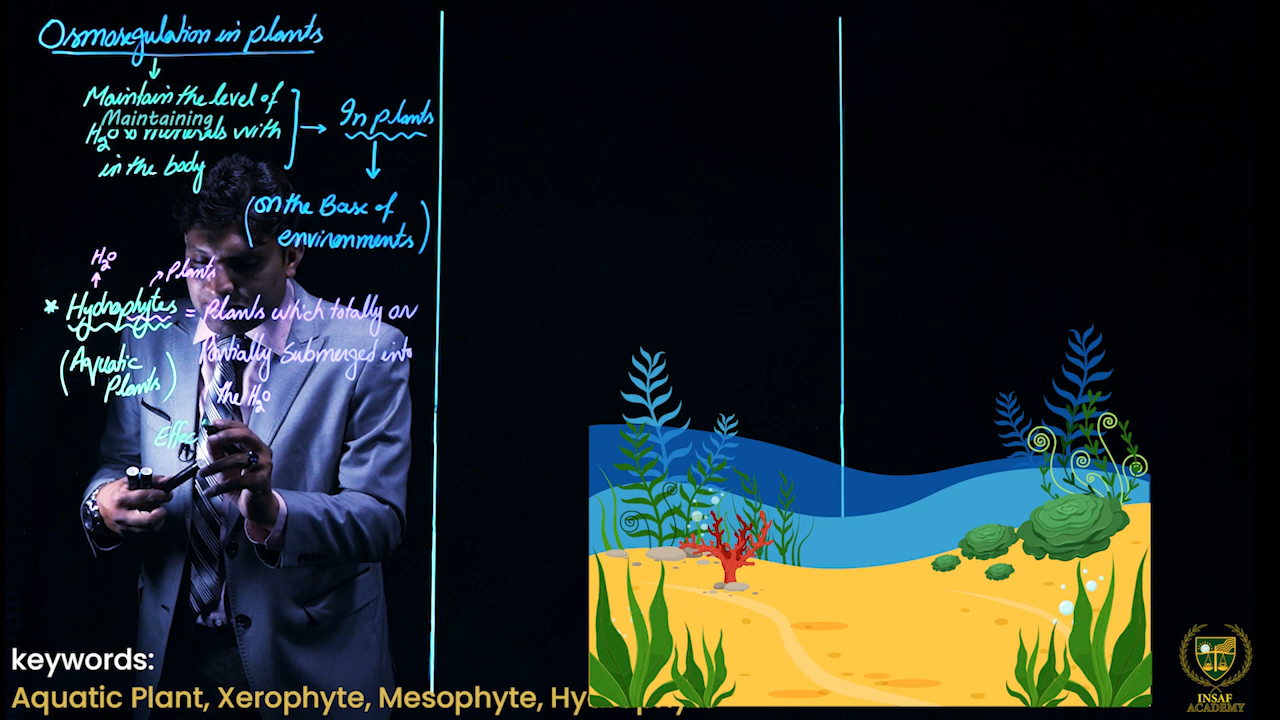 Osmoregulation in plants
Maintain the level of
Maintaining
H2O & minerals with
in the body
In plants
(on the Base of
environments)
H2O
Plants
* Hydrophytes = Plants which totally or
Partially submerged into
the H2O
(Aquatic
Plants)
Effec
keywords:
Aquatic Plant, Xerophyte, Mesophyte, Hy
INSAF
ACADEMY